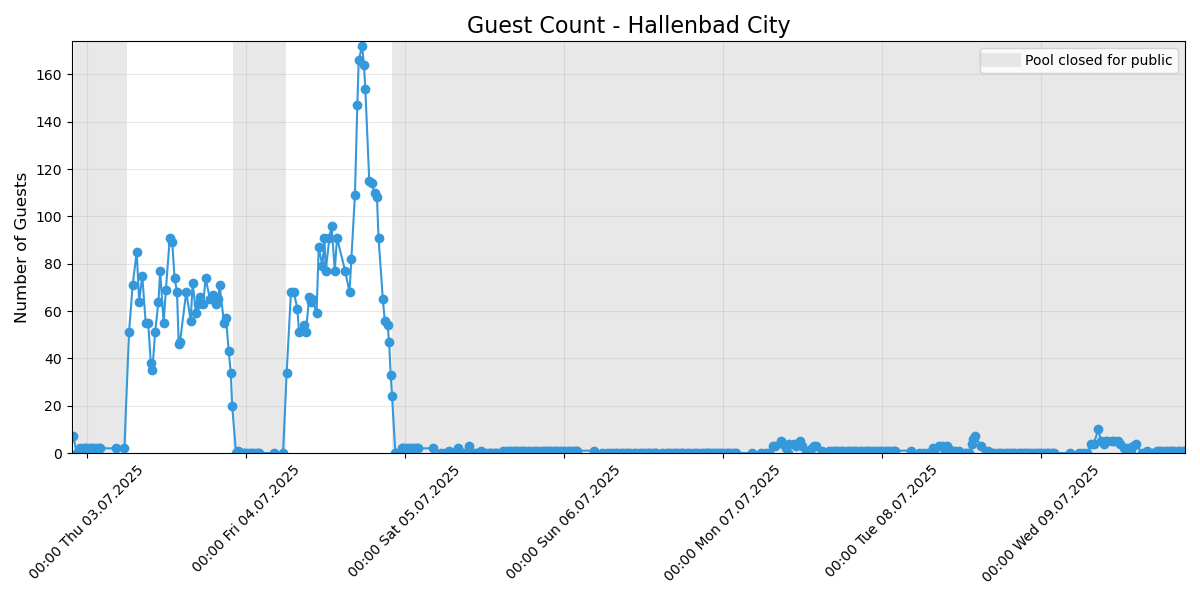 Guest Count - Hallenbad City
Pool closed for public
Number of Guests
160
140
120
100
80
60
40
20
0
00:00 Thu 03.07.2025
00:00 Fri 04.07.2025
00:00 Sat 05.07.2025
00:00 Sun 06.07.2025
00:00 Mon 07.07.2025
00:00 Tue 08.07.2025
00:00 Wed 09.07.2025